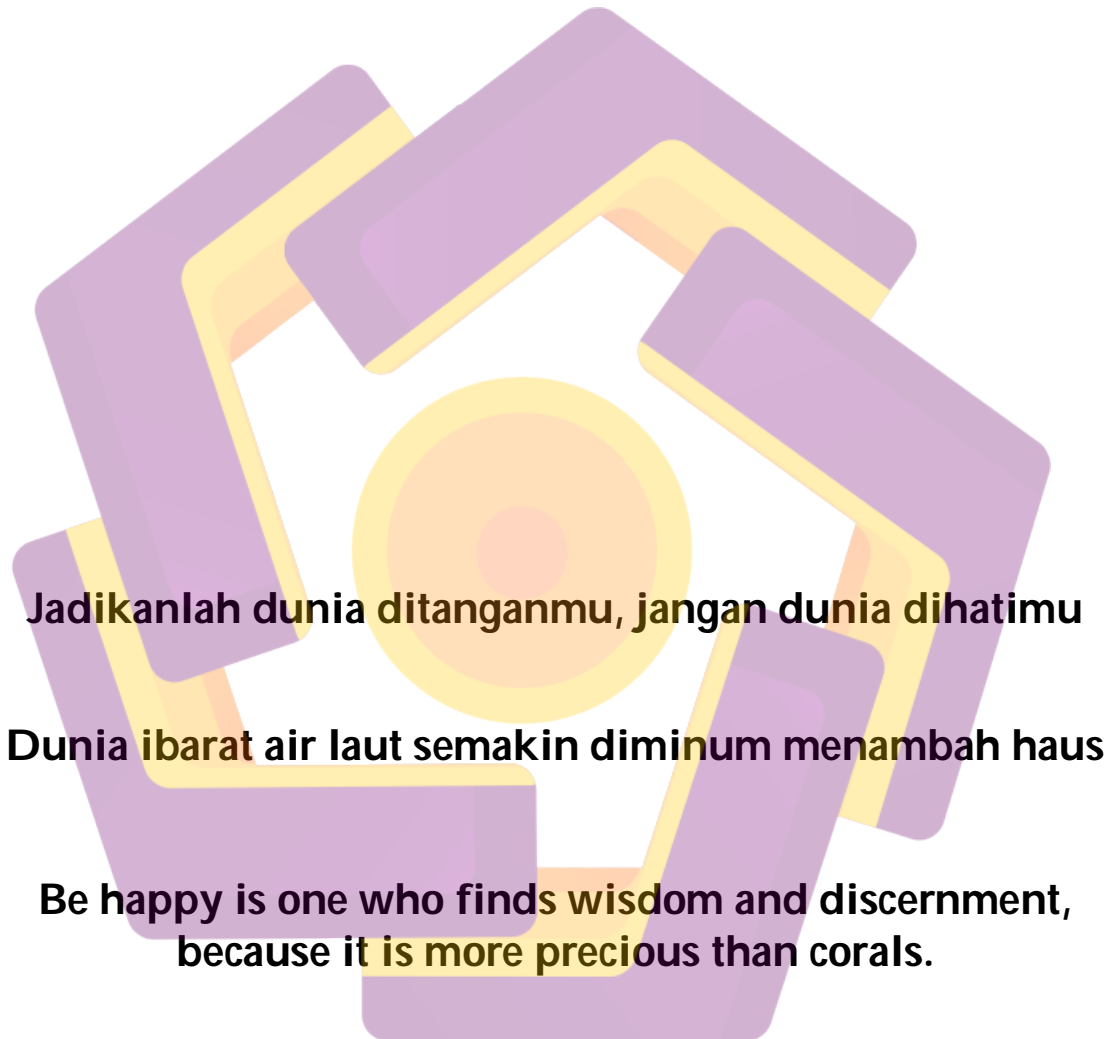 Jadikanlah dunia ditanganmu, jangan dunia dihatimu
Dunia ibarat air laut semakin diminum menambah haus
Be happy is one who finds wisdom and discernment,
because it is more precious than corals.